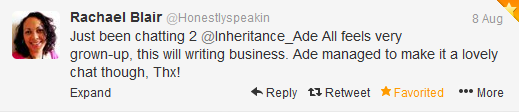 Rachael Blair @Honestlyspeakin 8 Aug
Just been chatting 2 @Inheritance_Ade All feels very
grown-up, this will writing business. Ade managed to make it a lovely
chat though, Thx!
Expand Reply Retweet Favorited More